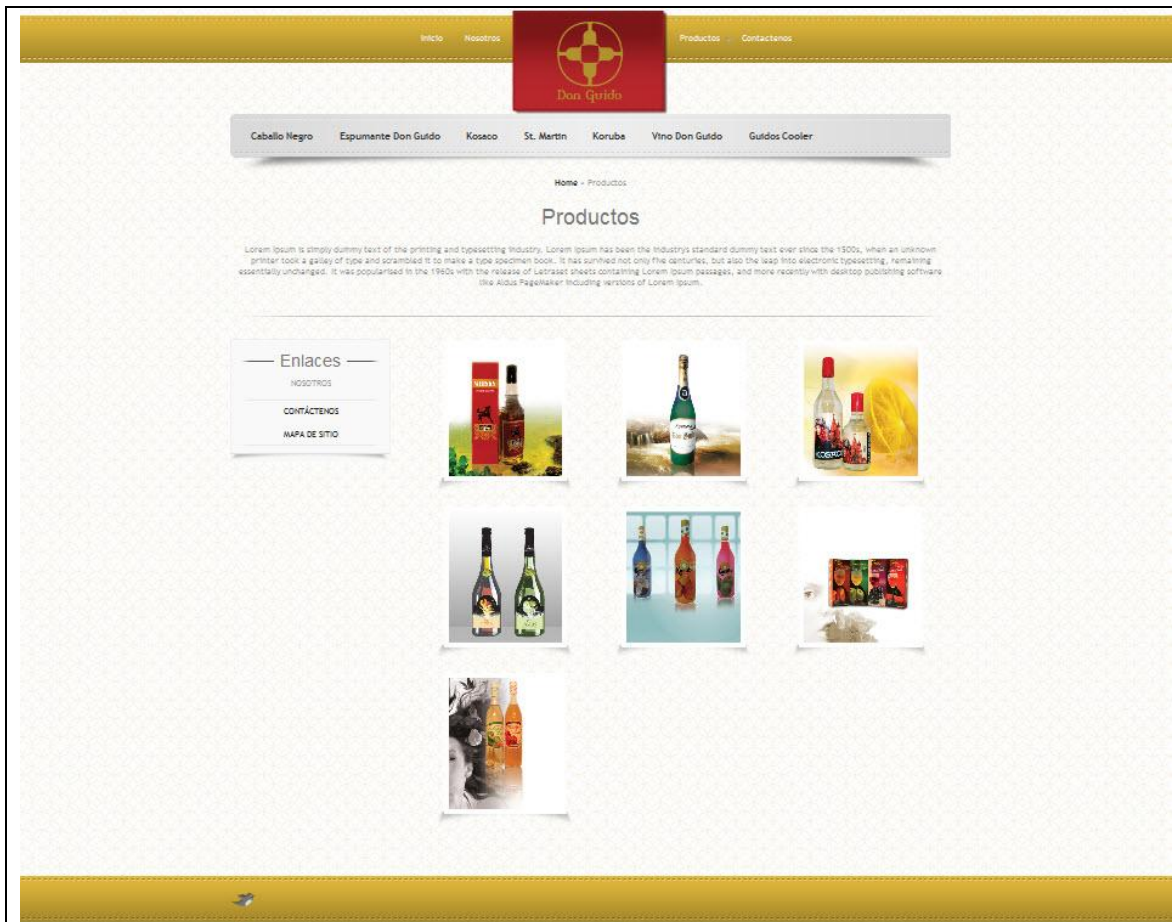 Inicio Nosotros Productos Contactenos
Don Guido
Caballo Negro Espumante Don Guido Kosaco St. Martin Koruba Vino Don Guido Guidos Cooler
Home » Productos
Productos
Lorem Ipsum is simply dummy text of the printing and typesetting industry. Lorem Ipsum has been the industry's standard dummy text ever since the 1500s, when an unknown
printer took a galley of type and scrambled it to make a type specimen book. It has survived not only five centuries, but also the leap into electronic typesetting, remaining
essentially unchanged. It was popularised in the 1960s with the release of Letraset sheets containing Lorem Ipsum passages, and more recently with desktop publishing software
like Aldus PageMaker including versions of Lorem Ipsum.
Enlaces
NOSOTROS
CONTÁCTENOS
MAPA DE SITIO